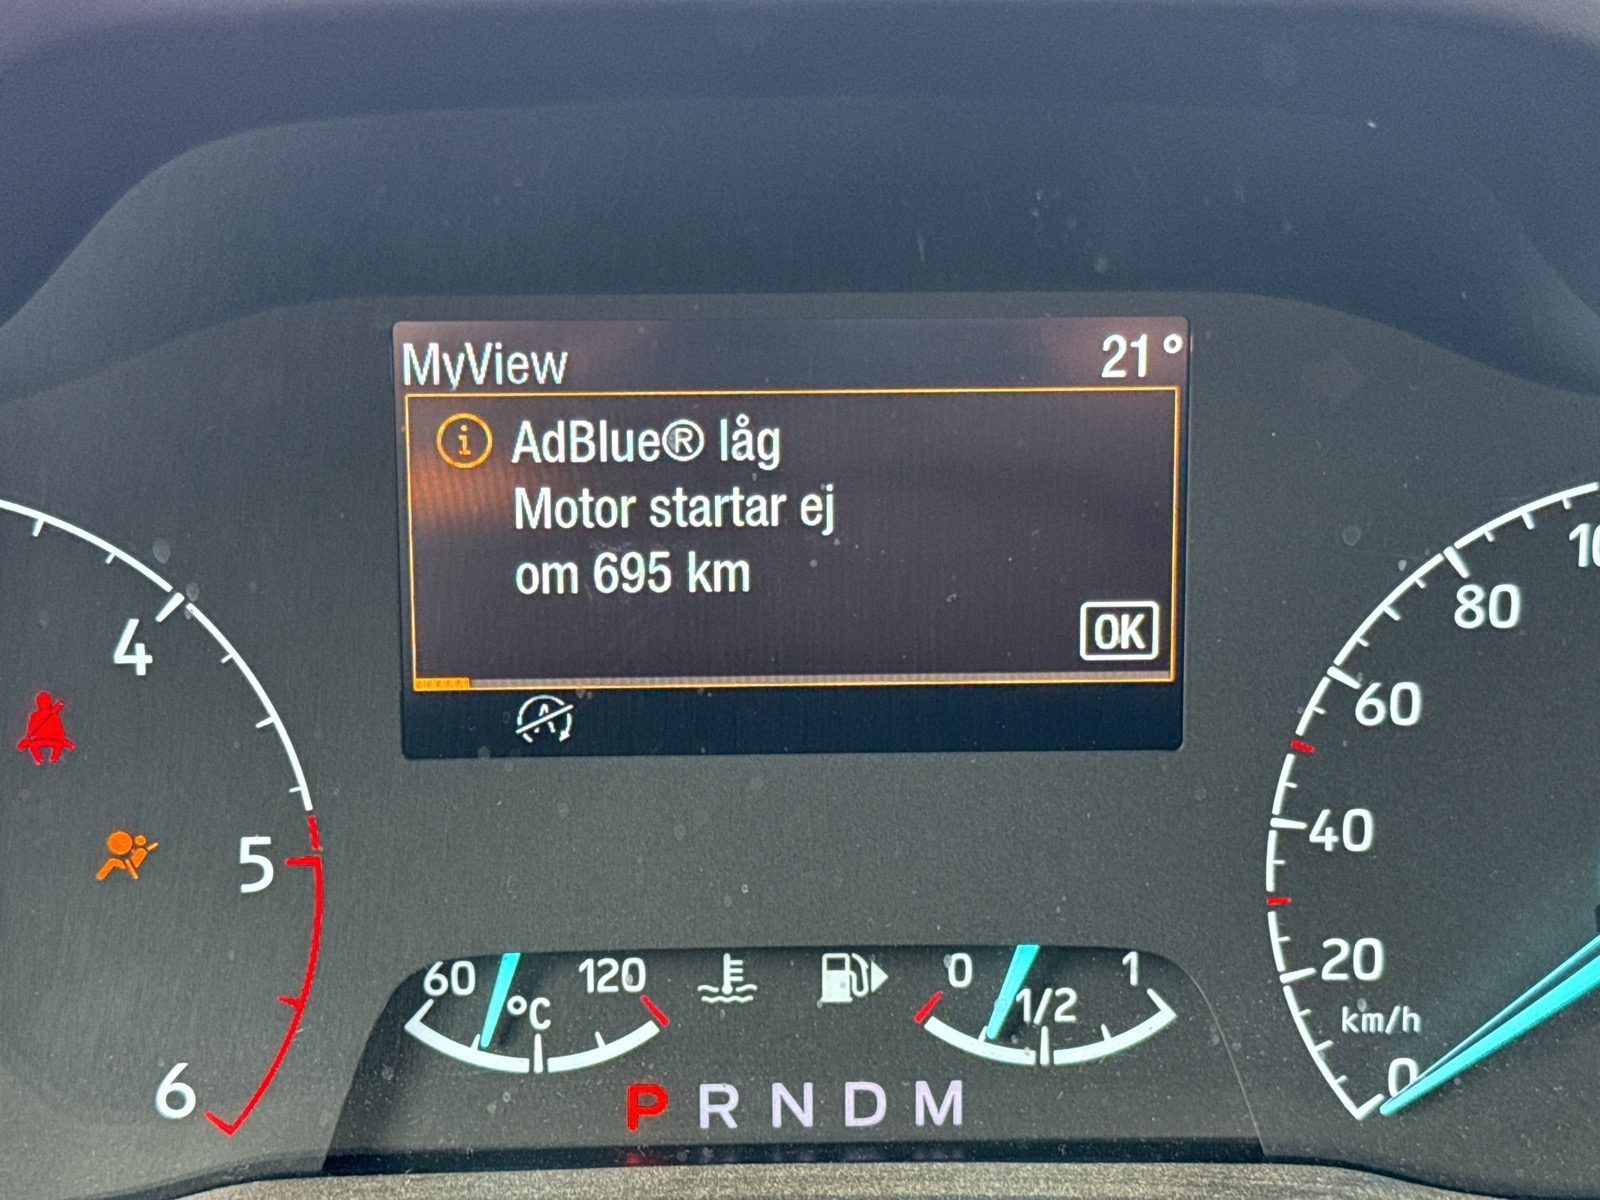 MyView 21°
AdBlue® låg
Motor startar ej
om 695 km
OK
4
5
6
80
60
40
20
km/h
0
60 120
°C
0 1/2 1
P R N D M